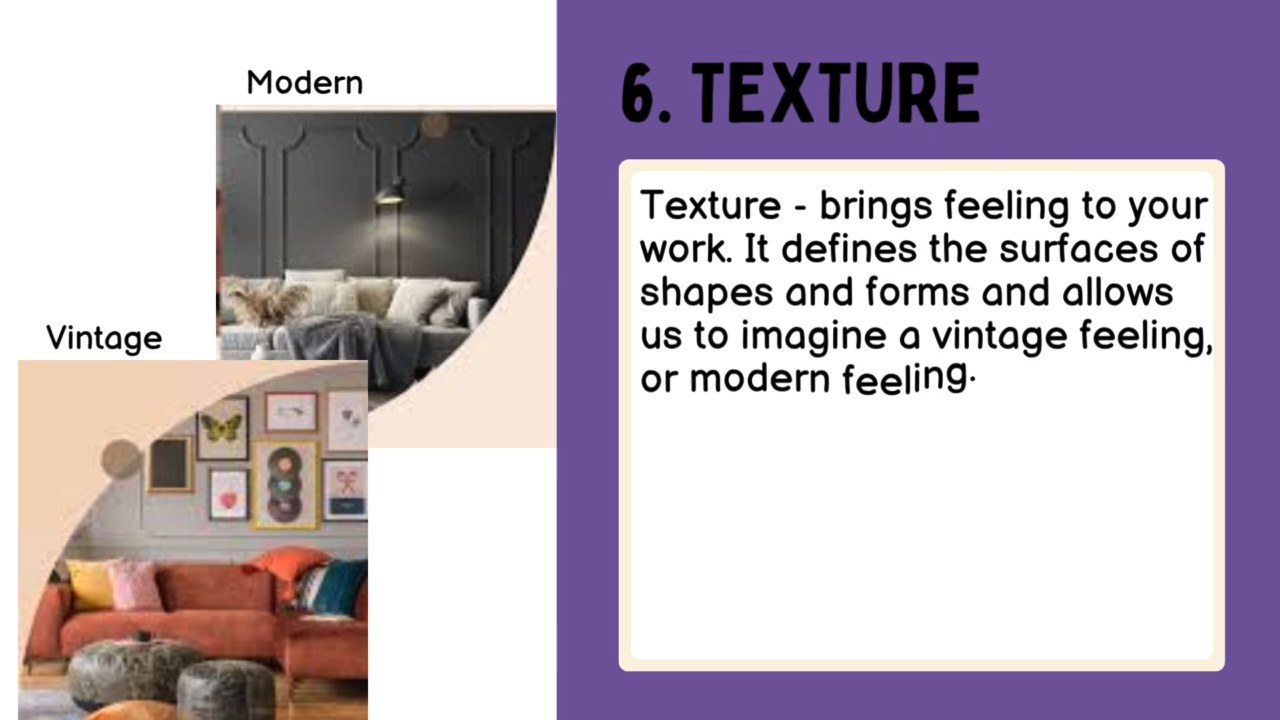 Modern
Vintage
6. TEXTURE
Texture - brings feeling to your
work. It defines the surfaces of
shapes and forms and allows
us to imagine a vintage feeling,
or modern feeling.